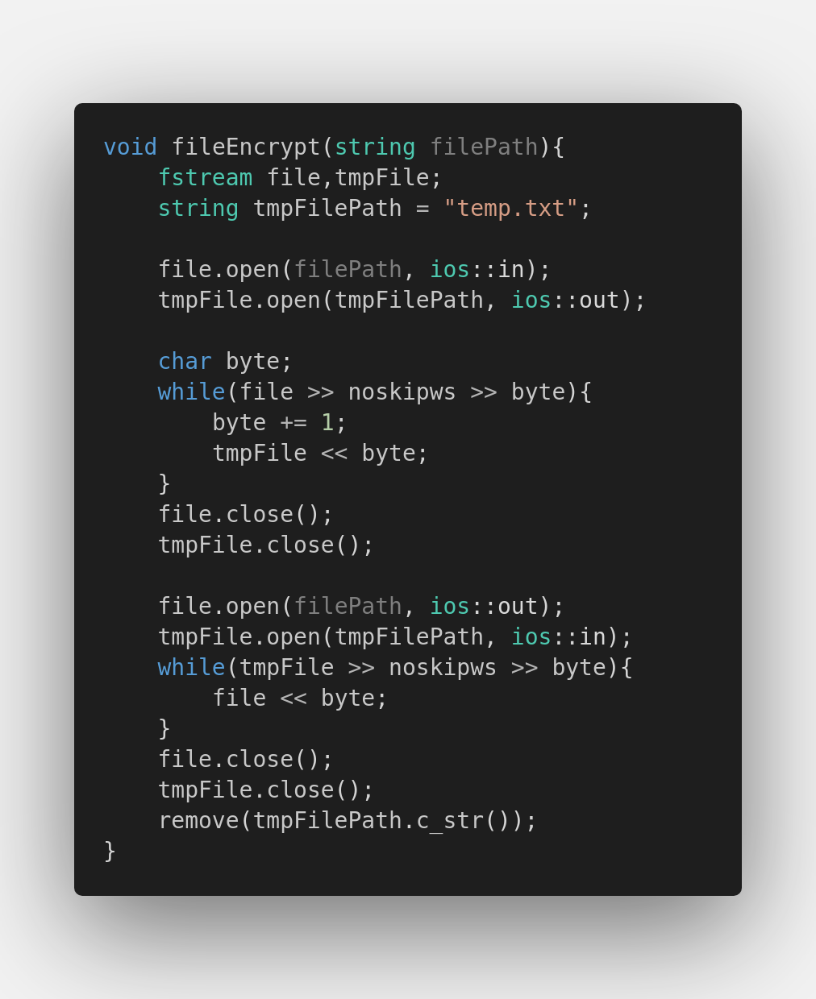 void fileEncrypt(string filePath){
    fstream file,tmpFile;
    string tmpFilePath = "temp.txt";

    file.open(filePath, ios::in);
    tmpFile.open(tmpFilePath, ios::out);

    char byte;
    while(file >> noskipws >> byte){
        byte += 1;
        tmpFile << byte;
    }
    file.close();
    tmpFile.close();

    file.open(filePath, ios::out);
    tmpFile.open(tmpFilePath, ios::in);
    while(tmpFile >> noskipws >> byte){
        file << byte;
    }
    file.close();
    tmpFile.close();
    remove(tmpFilePath.c_str());
}